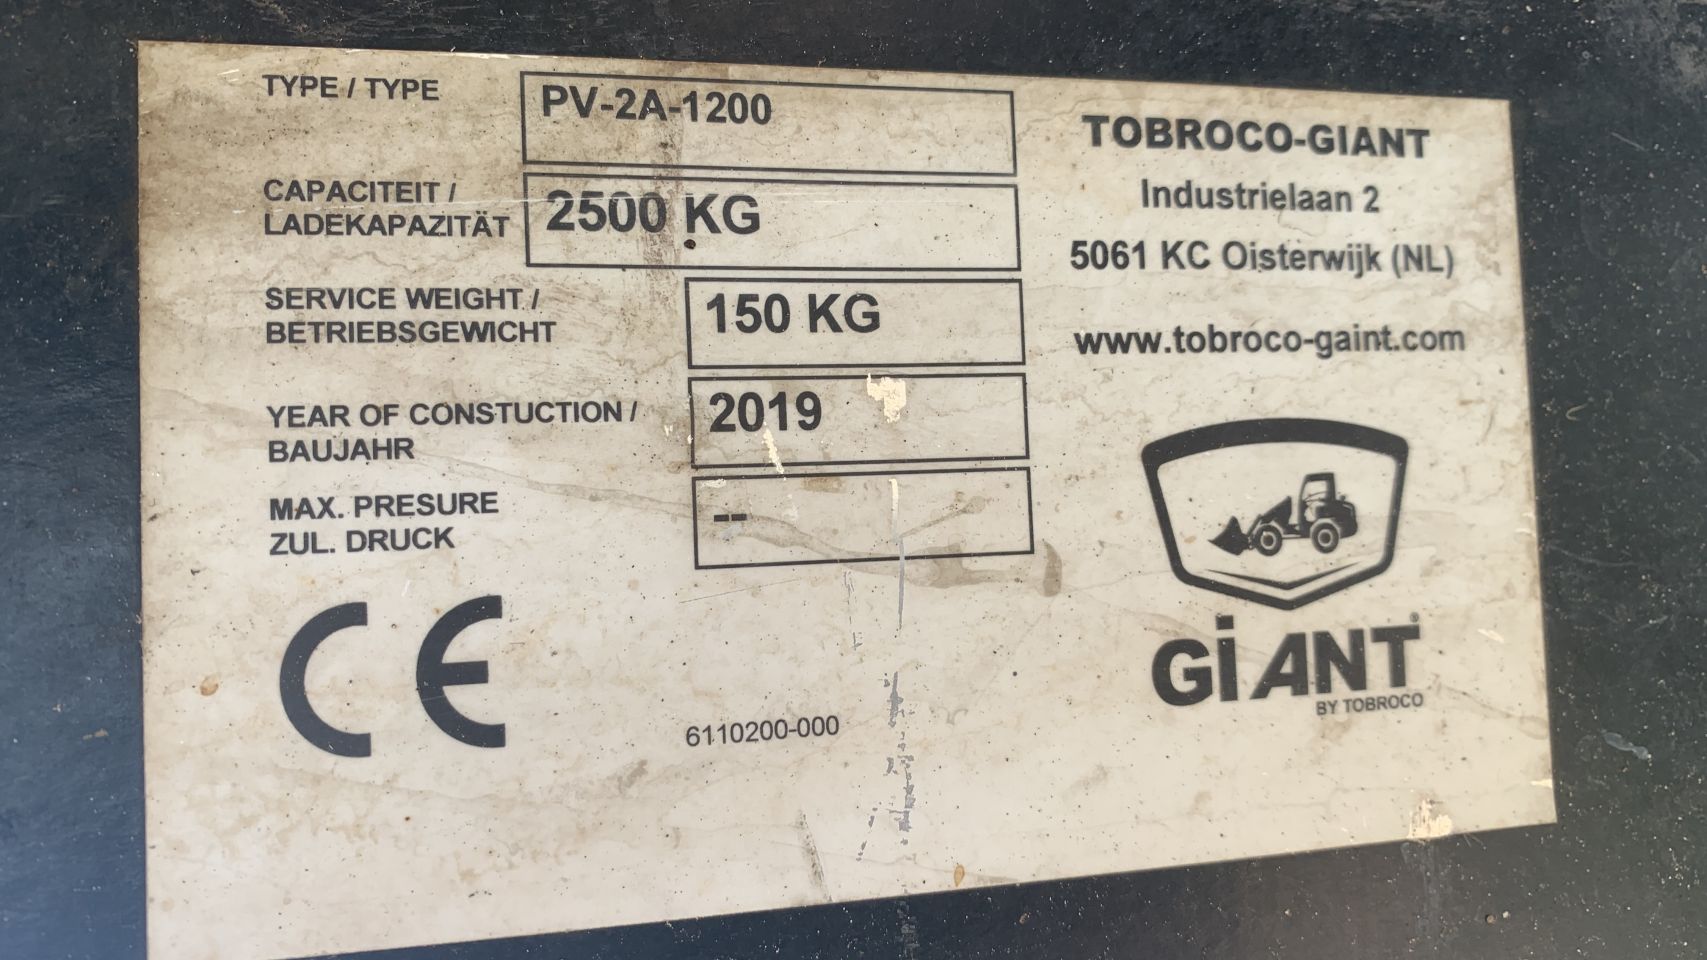 TYPE / TYPE
PV-2A-1200
CAPACITEIT /
LADEKAPAZITÄT
2500 KG
SERVICE WEIGHT /
BETRIEBSGEWICHT
150 KG
YEAR OF CONSTUCTION /
BAUJAHR
2019
MAX. PRESURE
ZUL. DRUCK
--
CE
6110200-000
TOBROCO-GIANT
Industrielaan 2
5061 KC Oisterwijk (NL)
www.tobroco-gaint.com
GiANT®
BY TOBROCO